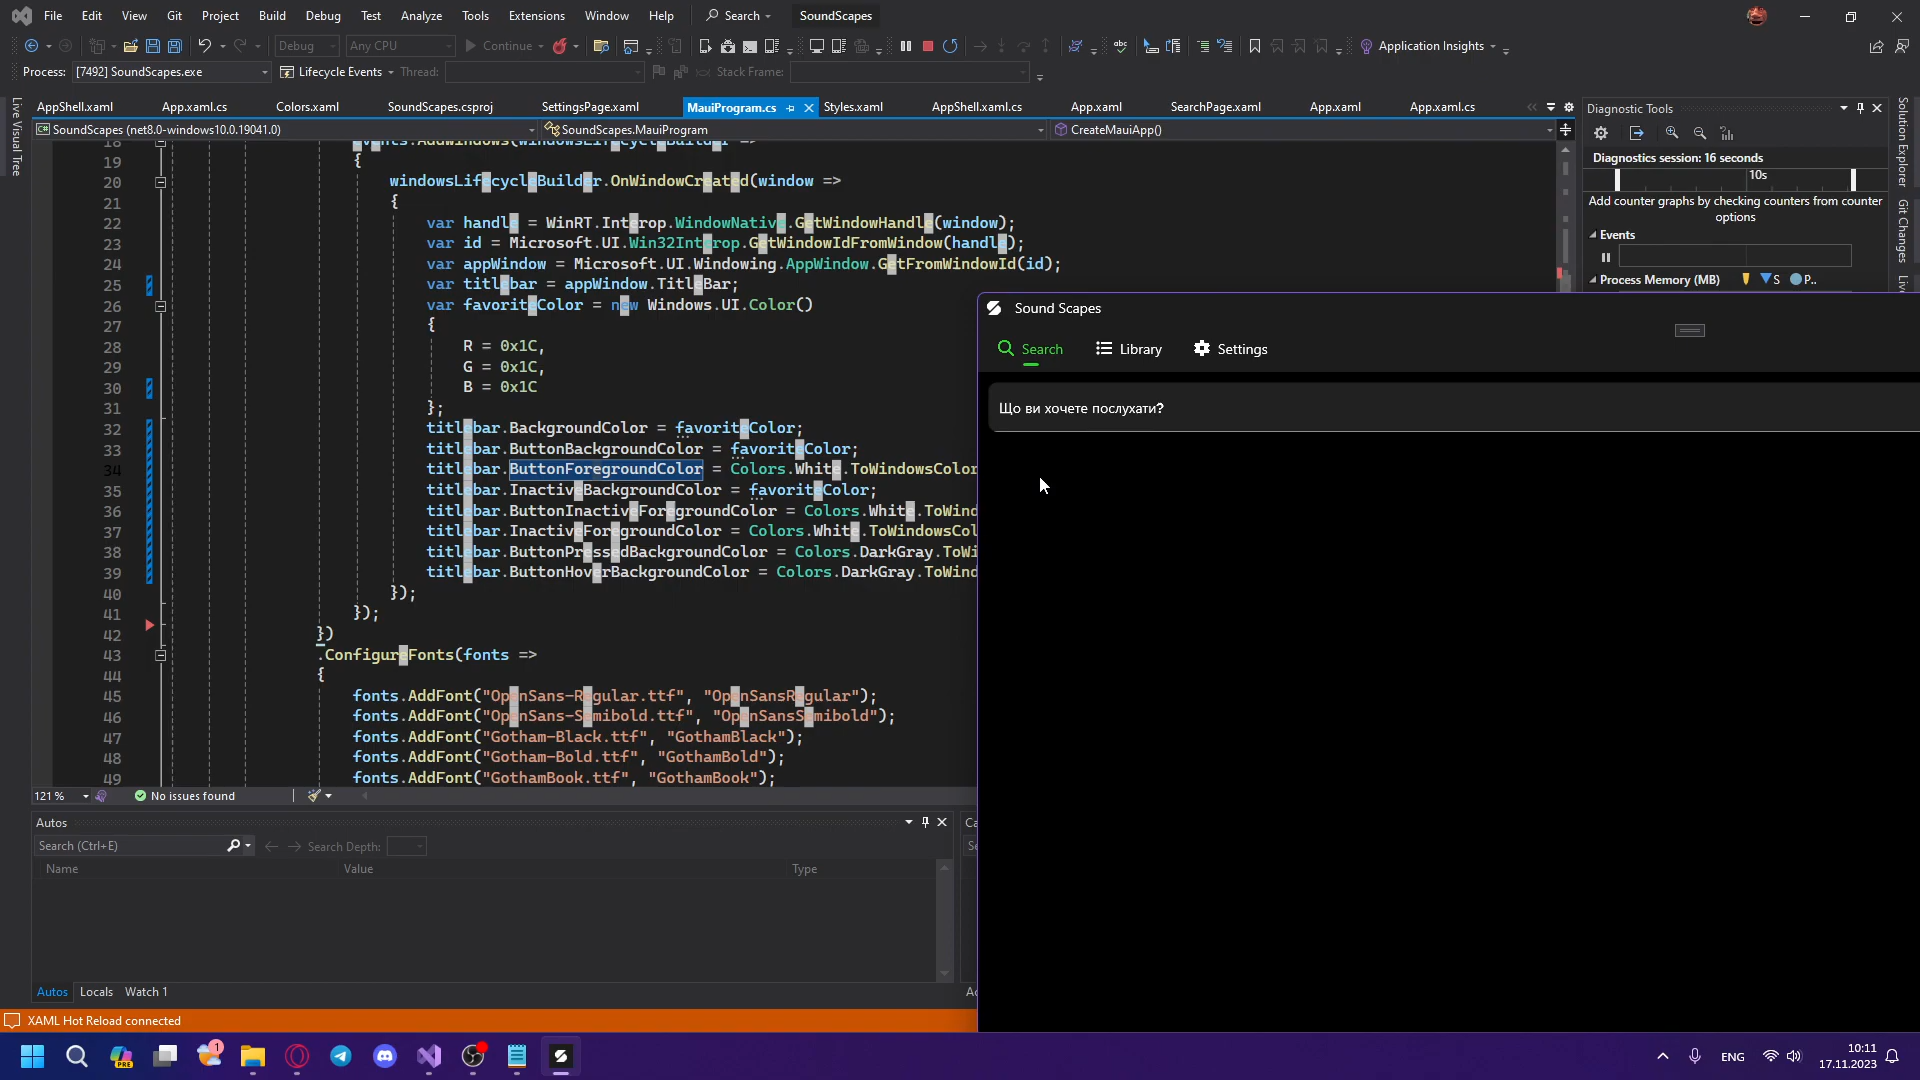 File Edit View Git Project Build Debug Test Analyze Tools Extensions Window Help Search SoundScapes
Debug Any CPU Continue Application Insights
Process: [7492] SoundScapes.exe Lifecycle Events Thread: Stack Frame:
AppShell.xaml App.xaml.cs Colors.xaml SoundScapes.csproj SettingsPage.xaml MauiProgram.cs Styles.xaml AppShell.xaml.cs App.xaml SearchPage.xaml App.xaml App.xaml.cs
SoundScapes (net8.0-windows10.0.19041.0) SoundScapes.MauiProgram CreateMauiApp()
Live Visual Tree
19 {
20 windowsLifecycleBuilder.OnWindowCreated(window =>
21 {
22 var handle = WinRT.Interop.WindowNative.GetWindowHandle(window);
23 var id = Microsoft.UI.Win32Interop.GetWindowIdFromWindow(handle);
24 var appWindow = Microsoft.UI.Windowing.AppWindow.GetFromWindowId(id);
25 var titlebar = appWindow.TitleBar;
26 var favoriteColor = new Windows.UI.Color()
27 {
28 R = 0x1C,
29 G = 0x1C,
30 B = 0x1C
31 };
32 titlebar.BackgroundColor = favoriteColor;
33 titlebar.ButtonBackgroundColor = favoriteColor;
34 titlebar.ButtonForegroundColor = Colors.White.ToWindowsColor
35 titlebar.InactiveBackgroundColor = favoriteColor;
36 titlebar.ButtonInactiveForegroundColor = Colors.White.ToWind
37 titlebar.InactiveForegroundColor = Colors.White.ToWindowsCol
38 titlebar.ButtonPressedBackgroundColor = Colors.DarkGray.ToWi
39 titlebar.ButtonHoverBackgroundColor = Colors.DarkGray.ToWind
40 });
41 });
42 })
43 .ConfigureFonts(fonts =>
44 {
45 fonts.AddFont("OpenSans-Regular.ttf", "OpenSansRegular");
46 fonts.AddFont("OpenSans-Semibold.ttf", "OpenSansSemibold");
47 fonts.AddFont("Gotham-Black.ttf", "GothamBlack");
48 fonts.AddFont("Gotham-Bold.ttf", "GothamBold");
49 fonts.AddFont("GothamBook.ttf", "GothamBook");
121 % No issues found
Diagnostic Tools
Diagnostics session: 16 seconds
10s
Add counter graphs by checking counters from counter
options
Events
Process Memory (MB) S P..
Solution Explorer
Git Changes
Sound Scapes
Search Library Settings
Що ви хочете послухати?
Autos
Search (Ctrl+E) Search Depth:
Name Value Type
Autos Locals Watch 1
XAML Hot Reload connected
PRE 1 ENG
10:11
17.11.2023